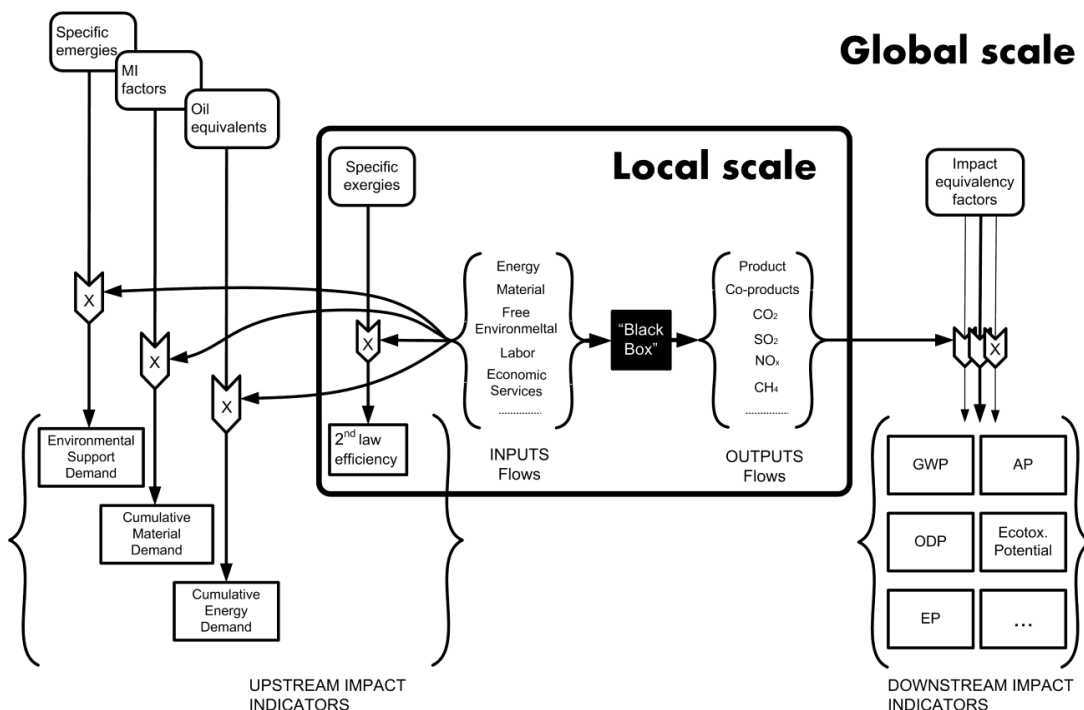 Specific
emergies
MI
factors
Oil
equivalents
Global scale
Local scale
Specific
exergies
Impact
equivalency
factors
Energy
Material
Free
Environmeltal
Labor
Economic
Services
..............
"Black
Box"
Product
Co-products
CO₂
SO₂
NOₓ
CH₄
..............
X
X
X
X
X
INPUTS
Flows
OUTPUTS
Flows
Environmental
Support
Demand
Cumulative
Material
Demand
Cumulative
Energy
Demand
2nd law
efficiency
GWP
AP
ODP
Ecotox.
Potential
EP
...
UPSTREAM IMPACT
INDICATORS
DOWNSTREAM IMPACT
INDICATORS